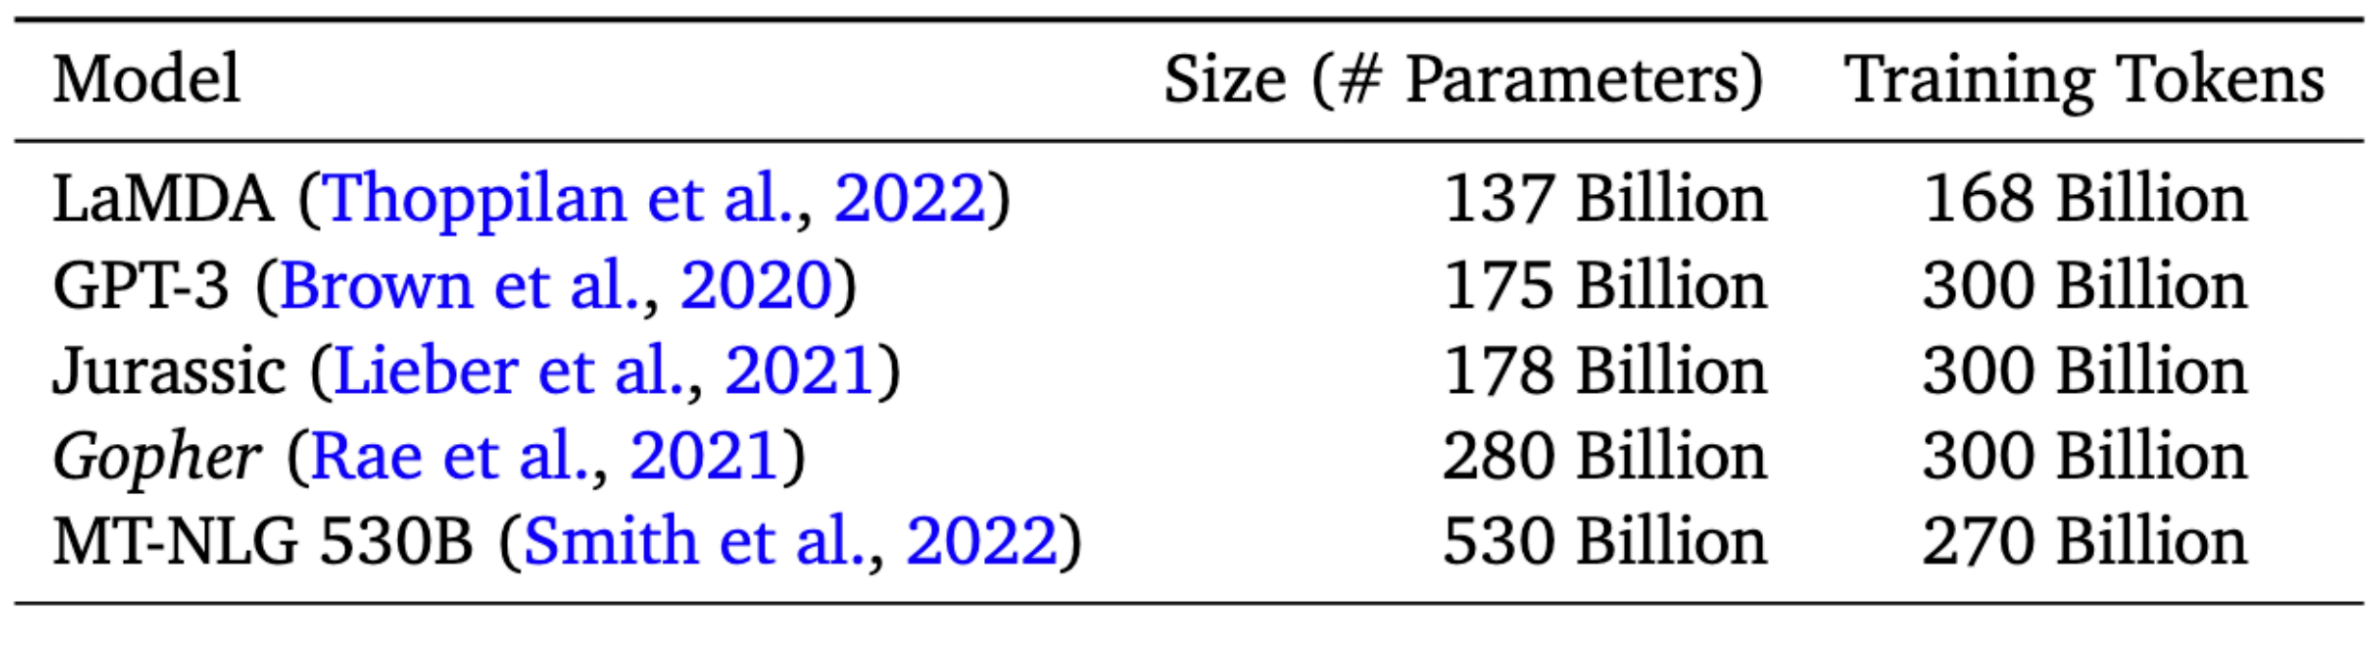 Model Size (# Parameters) Training Tokens
LaMDA (Thoppilan et al., 2022) 137 Billion 168 Billion
GPT-3 (Brown et al., 2020) 175 Billion 300 Billion
Jurassic (Lieber et al., 2021) 178 Billion 300 Billion
Gopher (Rae et al., 2021) 280 Billion 300 Billion
MT-NLG 530B (Smith et al., 2022) 530 Billion 270 Billion